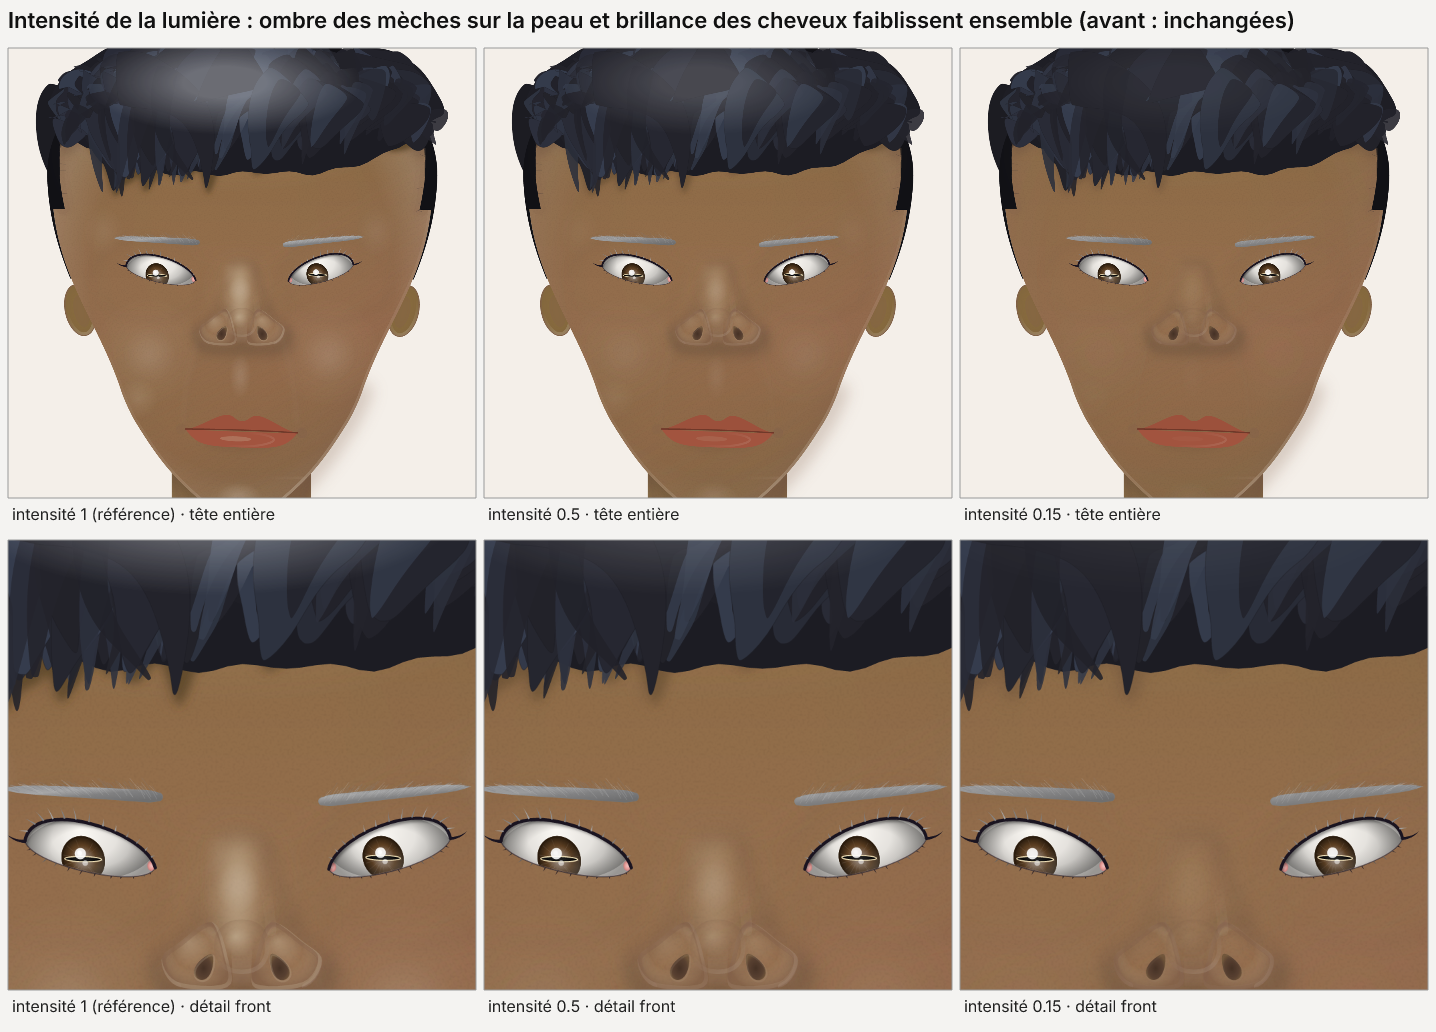 Intensité de la lumière : ombre des mèches sur la peau et brillance des cheveux faiblissent ensemble (avant : inchangées)
intensité 1 (référence) · tête entière
intensité 0.5 · tête entière
intensité 0.15 · tête entière
intensité 1 (référence) · détail front
intensité 0.5 · détail front
intensité 0.15 · détail front